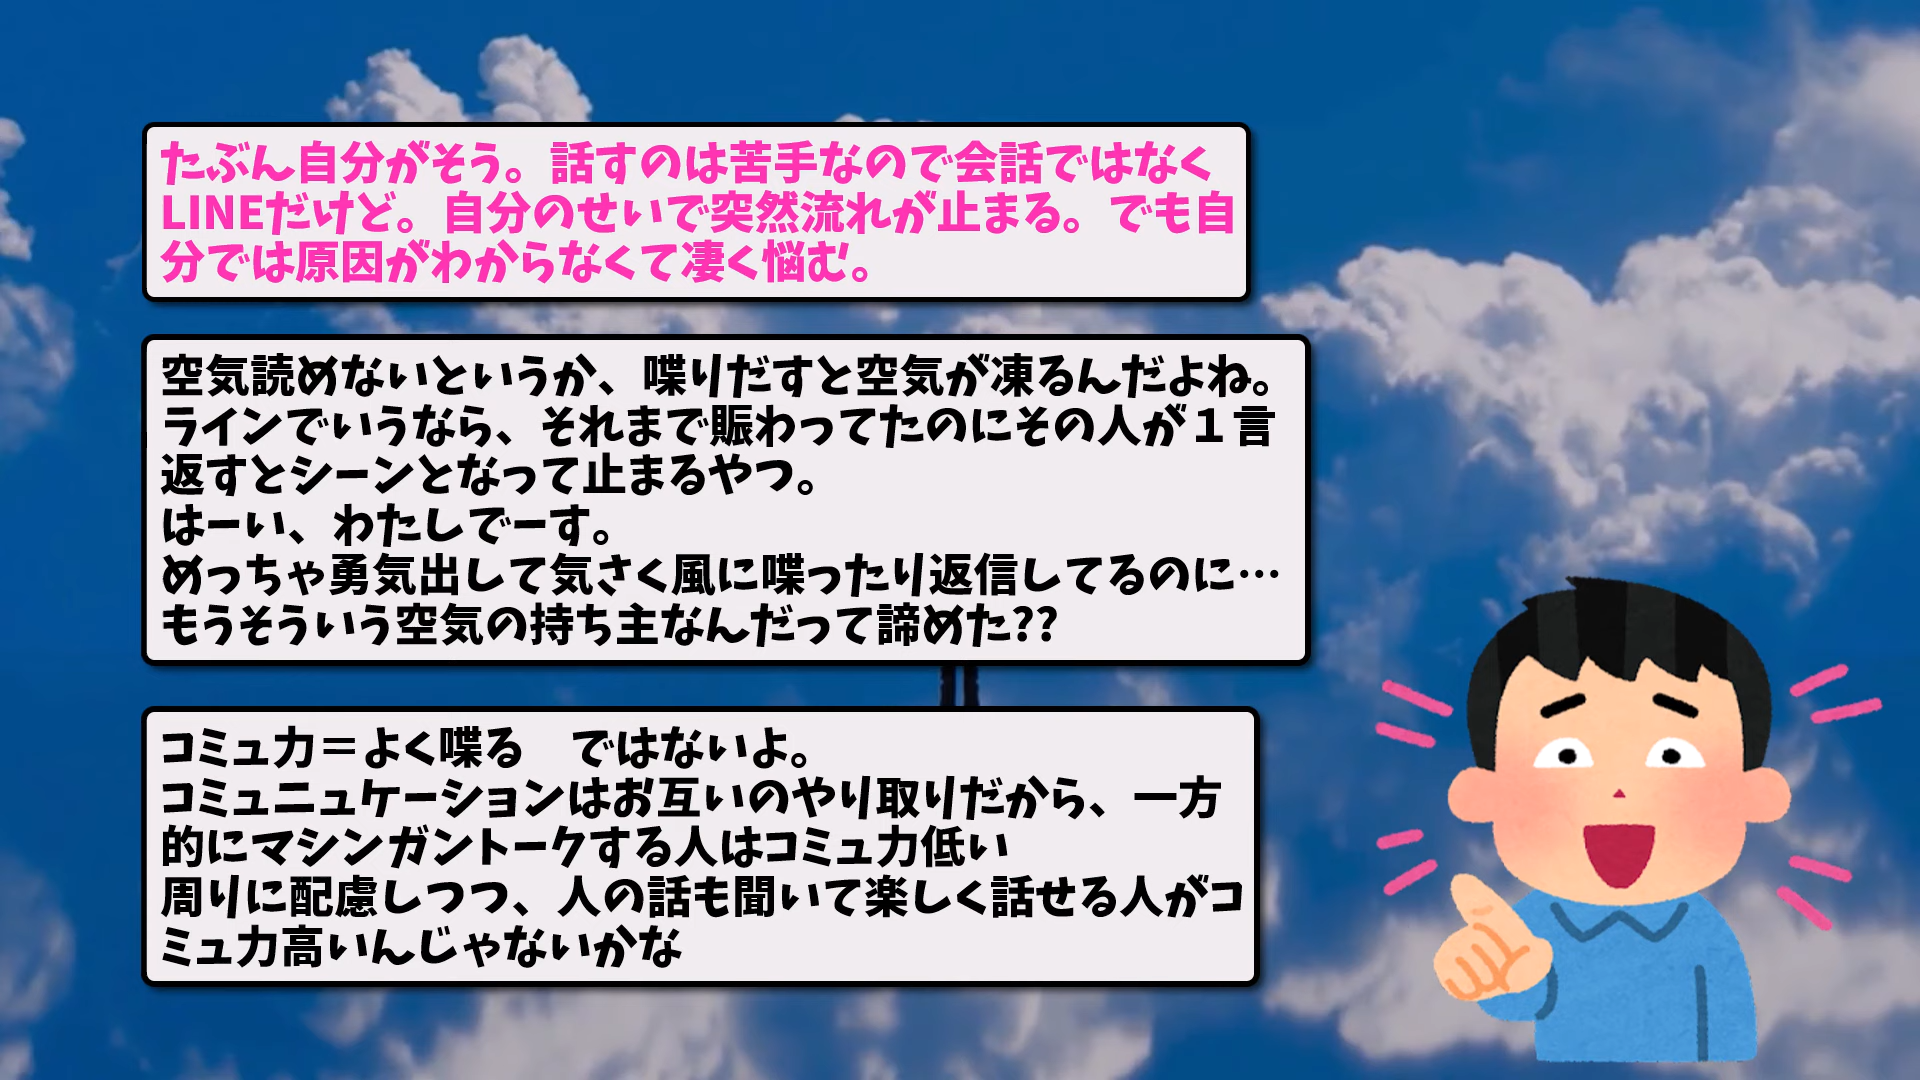 たぶん自分がそう。話すのは苦手なので会話ではなく
LINEだけど。自分のせいで突然流れが止まる。でも自
分では原因がわからなくて凄く悩む。
空気読めないというか、喋りだすと空気が凍るんだよね。
ラインでいうなら、それまで賑わってたのにその人が１言
返すとシーンとなって止まるやつ。
はーい、わたしでーす。
めっちゃ勇気出して気さく風に喋ったり返信してるのに…
もうそういう空気の持ち主なんだって諦めた??
コミュ力＝よく喋る　ではないよ。
コミュニュケーションはお互いのやり取りだから、一方
的にマシンガントークする人はコミュ力低い
周りに配慮しつつ、人の話も聞いて楽しく話せる人がコ
ミュ力高いんじゃないかな